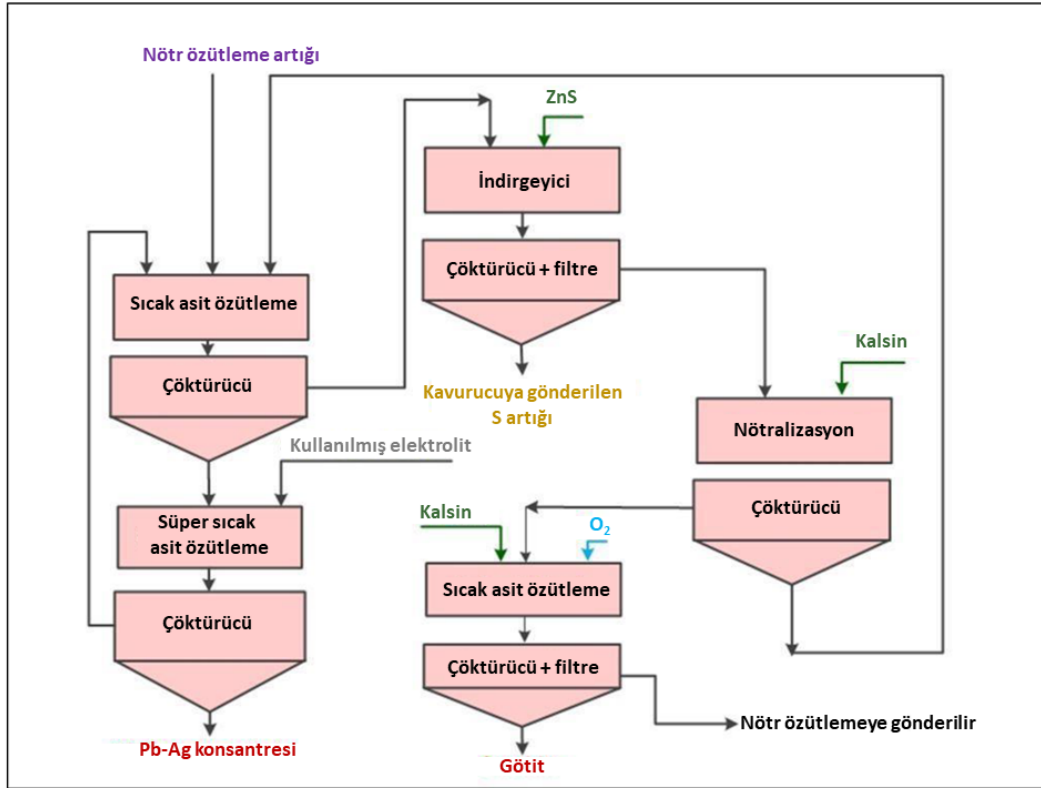 Nötr özütleme artığı
ZnS
İndirgeyici
Çöktürücü + filtre
Sıcak asit özütleme
Kalsin
Çöktürücü
Kavurucuya gönderilen
S artığı
Nötralizasyon
Kullanılmış elektrolit
Süper sıcak
asit özütleme
Kalsin
O₂
Çöktürücü
Sıcak asit özütleme
Çöktürücü
Çöktürücü + filtre
Nötr özütlemeye gönderilir
Pb-Ag konsantresi
Götit